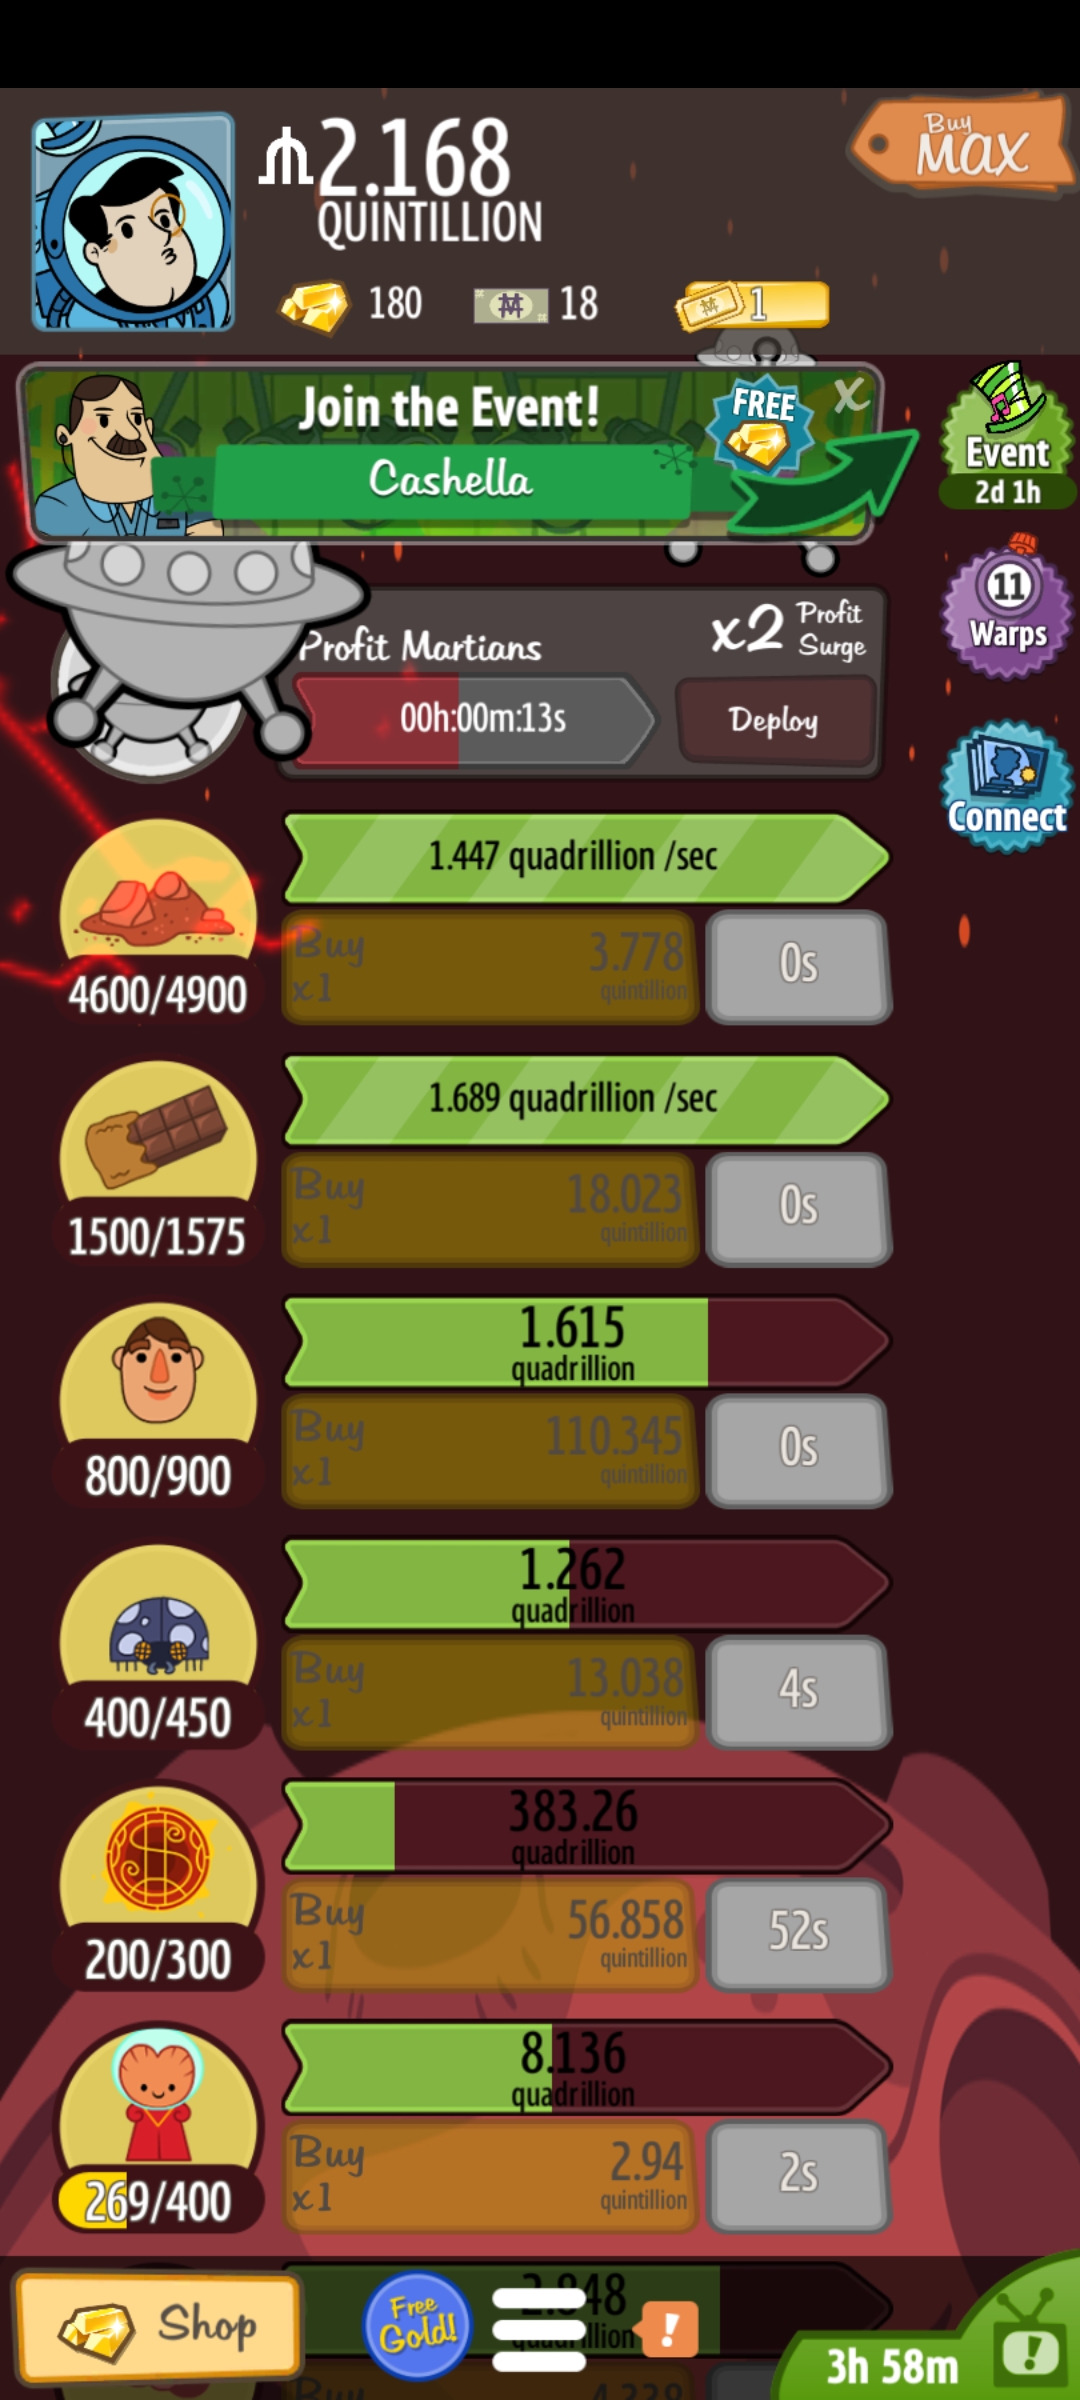 2.168
QUINTILLION
Buy
MAX
180
18
1
Join the Event!
Cashella
FREE
X
Event
2d 1h
Profit Martians
x2 Profit Surge
00h:00m:13s
Deploy
11
Warps
Connect
1.447 quadrillion /sec
4600/4900
Buy x1
3.778 quintillion
0s
1.689 quadrillion /sec
1500/1575
Buy x1
18.023 quintillion
0s
1.615
quadrillion
800/900
Buy x1
110.345 quintillion
0s
1.262
quadrillion
400/450
Buy x1
13.038 quintillion
4s
383.26
quadrillion
200/300
Buy x1
56.858 quintillion
52s
8.136
quadrillion
269/400
Buy x1
2.94 quintillion
2s
Shop
Free Gold!
!
3h 58m
!
Buy